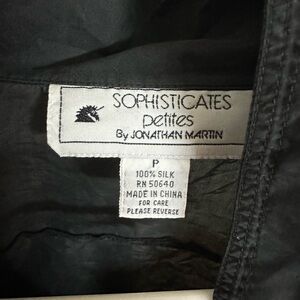 SOPHISTICATES
petites
By JONATHAN MARTIN
P
100% SILK
RN 50640
MADE IN CHINA
FOR CARE
PLEASE REVERSE